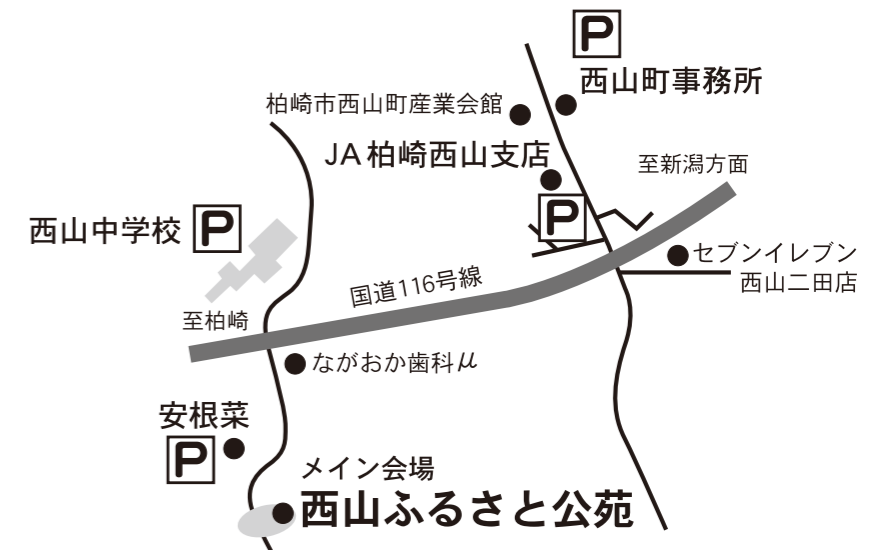 P
西山町事務所
柏崎市西山町産業会館
JA柏崎西山支店
至新潟方面
P
西山中学校 P
セブンイレブン
西山二田店
国道116号線
至柏崎
ながおか歯科μ
安根菜
P
メイン会場
西山ふるさと公苑